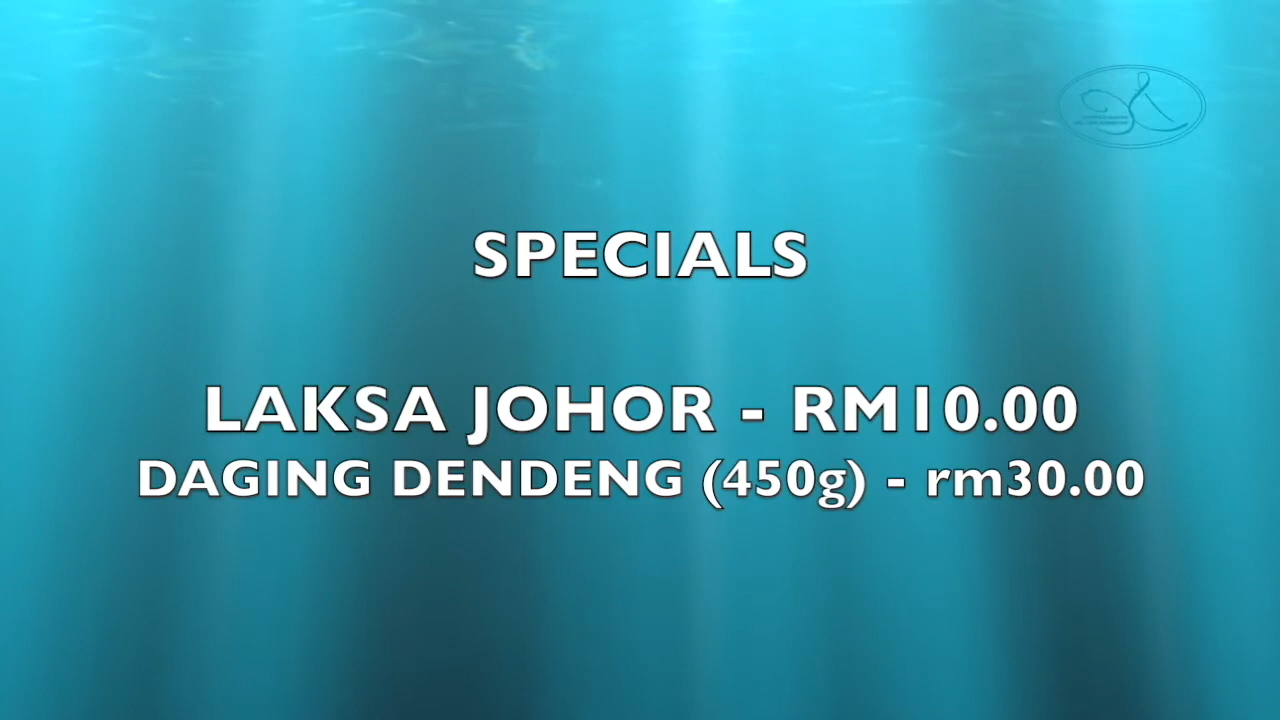 SPECIALS
LAKSA JOHOR - RM10.00
DAGING DENDENG (450g) - rm30.00